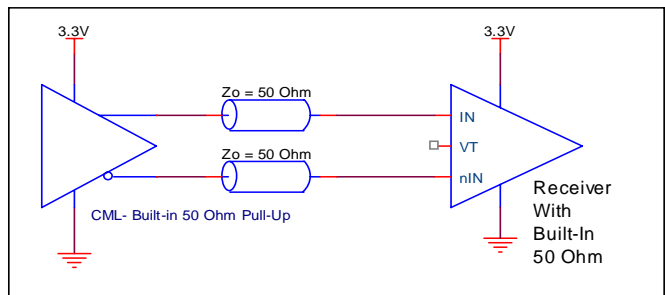 3.3V
3.3V
Zo = 50 Ohm
IN
VT
Zo = 50 Ohm
nIN
CML- Built-in 50 Ohm Pull-Up
Receiver
With
Built-In
50 Ohm